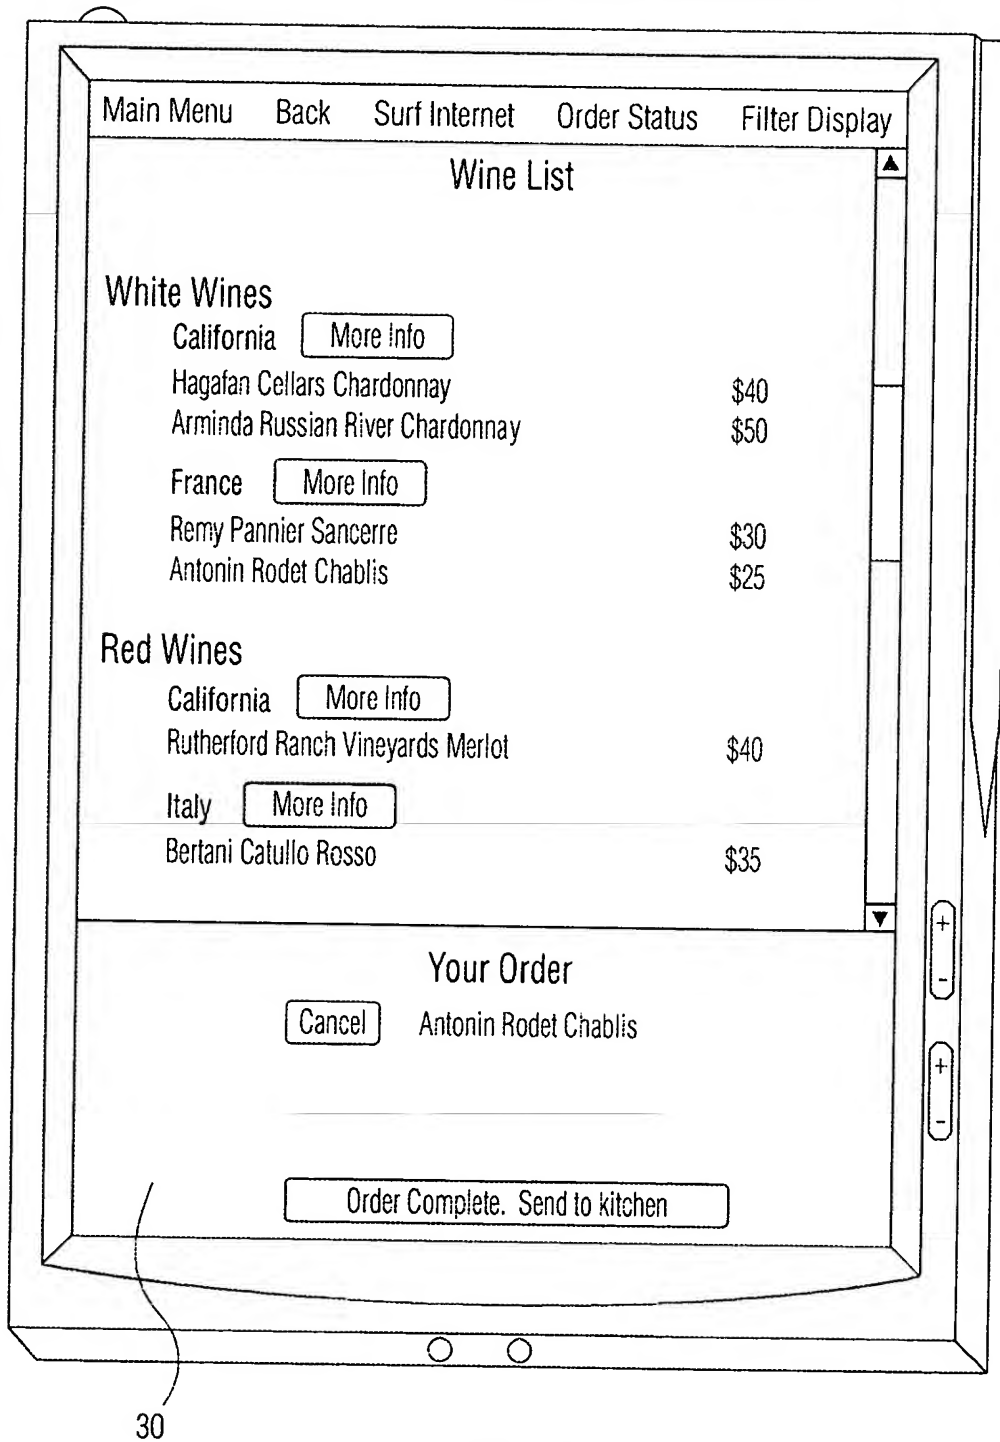 Main Menu Back Surf Internet Order Status Filter Display
Wine List
White Wines
California More Info
Hagafan Cellars Chardonnay $40
Arminda Russian River Chardonnay $50
France More Info
Remy Pannier Sancerre $30
Antonin Rodet Chablis $25
Red Wines
California More Info
Rutherford Ranch Vineyards Merlot $40
Italy More Info
Bertani Catullo Rosso $35
+
-
Your Order
Cancel Antonin Rodet Chablis
+
-
Order Complete. Send to kitchen
30